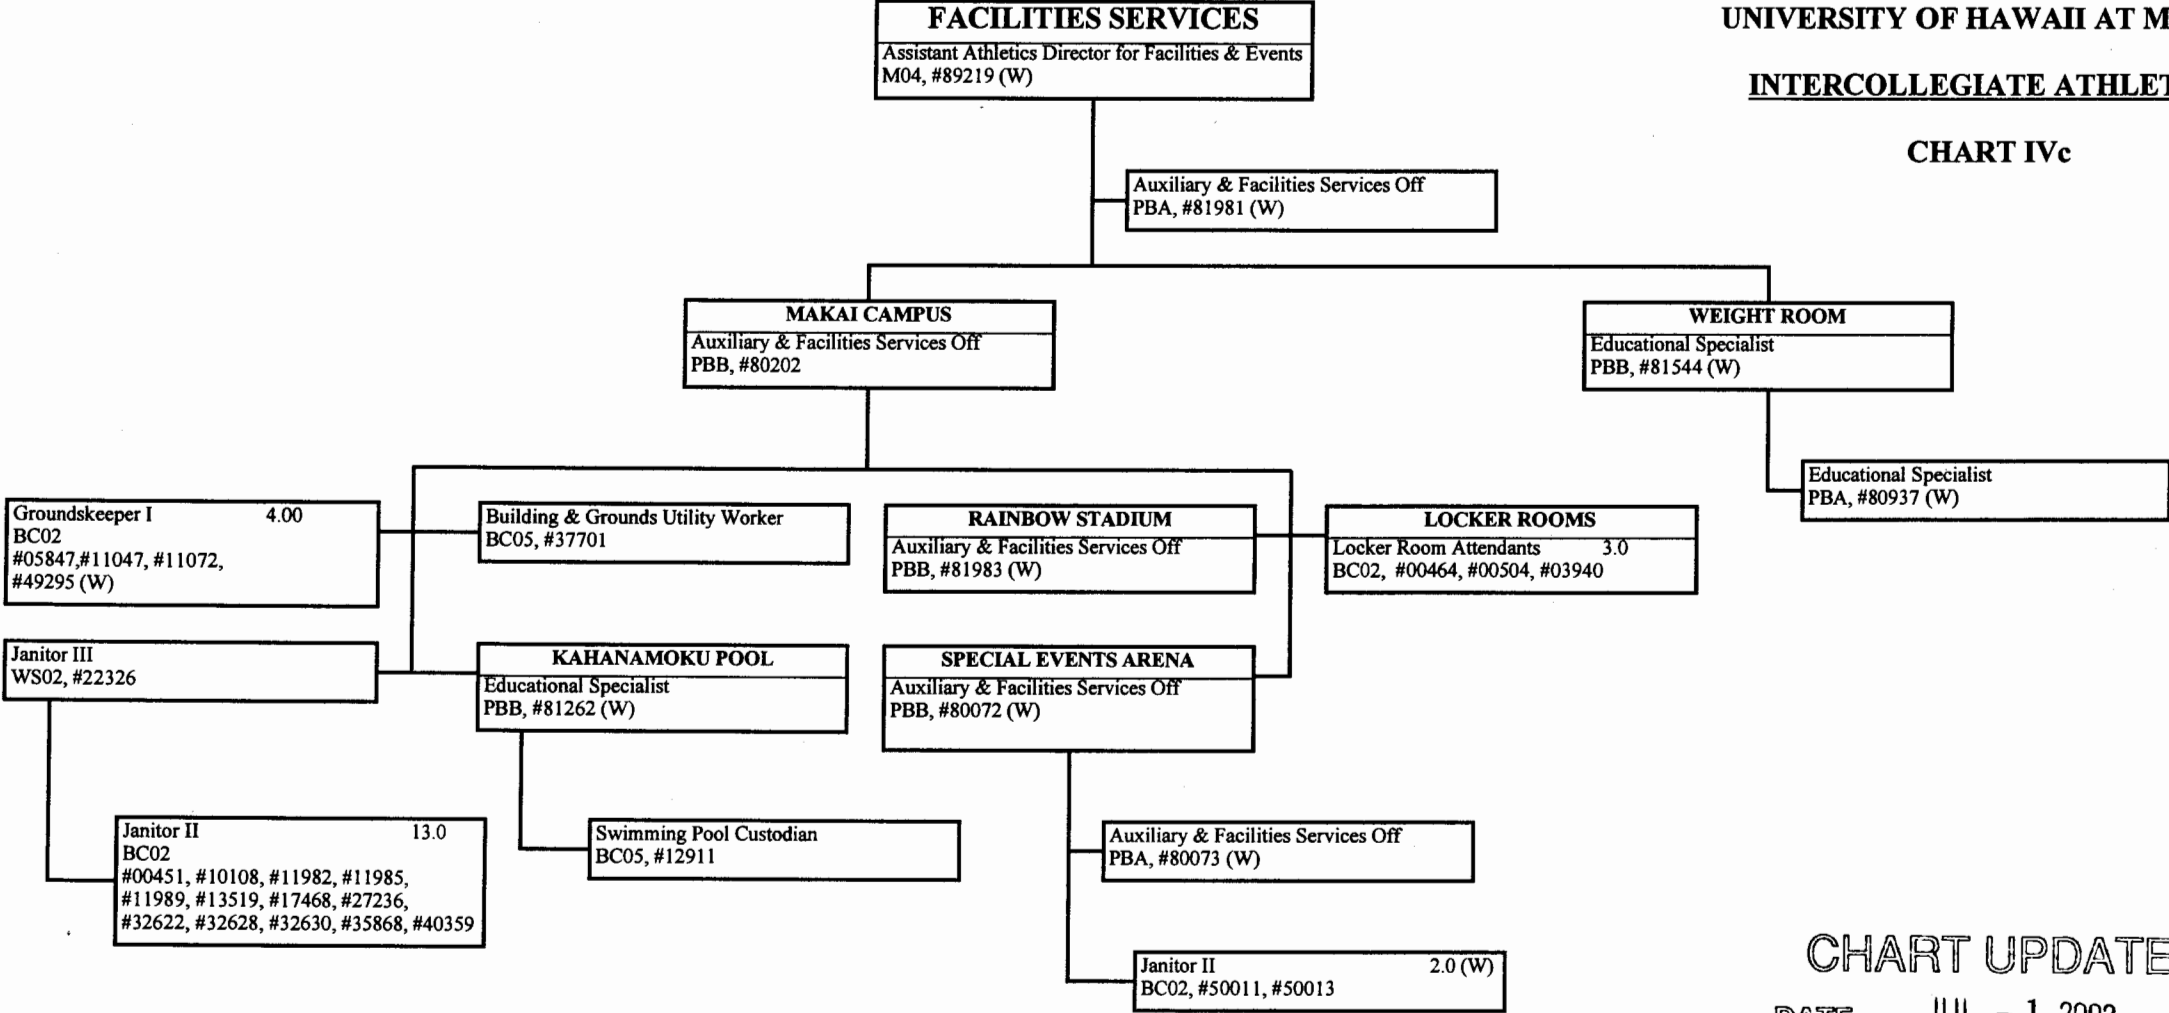 FACILITIES SERVICES
Assistant Athletics Director for Facilities & Events
M04, #89219 (W)
UNIVERSITY OF HAWAII AT M
INTERCOLLEGIATE ATHLET
CHART IVc
Auxiliary & Facilities Services Off
PBA, #81981 (W)
MAKAI CAMPUS
Auxiliary & Facilities Services Off
PBB, #80202
WEIGHT ROOM
Educational Specialist
PBB, #81544 (W)
Educational Specialist
PBA, #80937 (W)
Groundskeeper I 4.00
BC02
#05847,#11047, #11072,
#49295 (W)
Building & Grounds Utility Worker
BC05, #37701
RAINBOW STADIUM
Auxiliary & Facilities Services Off
PBB, #81983 (W)
LOCKER ROOMS
Locker Room Attendants 3.0
BC02, #00464, #00504, #03940
Janitor III
WS02, #22326
KAHANAMOKU POOL
Educational Specialist
PBB, #81262 (W)
SPECIAL EVENTS ARENA
Auxiliary & Facilities Services Off
PBB, #80072 (W)
Janitor II 13.0
BC02
#00451, #10108, #11982, #11985,
#11989, #13519, #17468, #27236,
#32622, #32628, #32630, #35868, #40359
Swimming Pool Custodian
BC05, #12911
Auxiliary & Facilities Services Off
PBA, #80073 (W)
Janitor II 2.0 (W)
BC02, #50011, #50013
CHART UPDATE
DATE JUL - 1